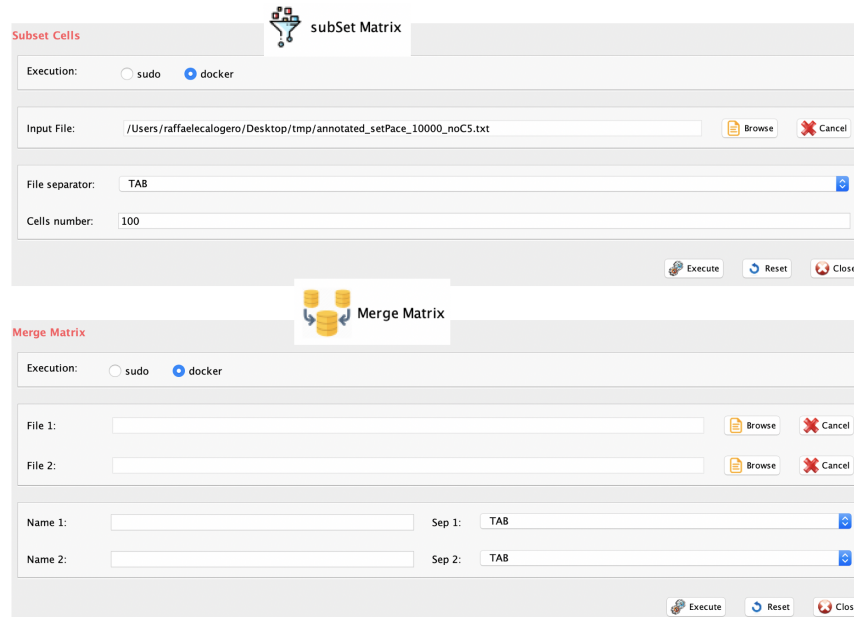 subSet Matrix
Subset Cells
Execution: sudo docker
Input File: /Users/raffaelecalogero/Desktop/tmp/annotated_setPace_10000_noC5.txt Browse Cancel
File separator: TAB
Cells number: 100
Execute Reset Close
Merge Matrix
Merge Matrix
Execution: sudo docker
File 1: Browse Cancel
File 2: Browse Cancel
Name 1: Sep 1: TAB
Name 2: Sep 2: TAB
Execute Reset Clos